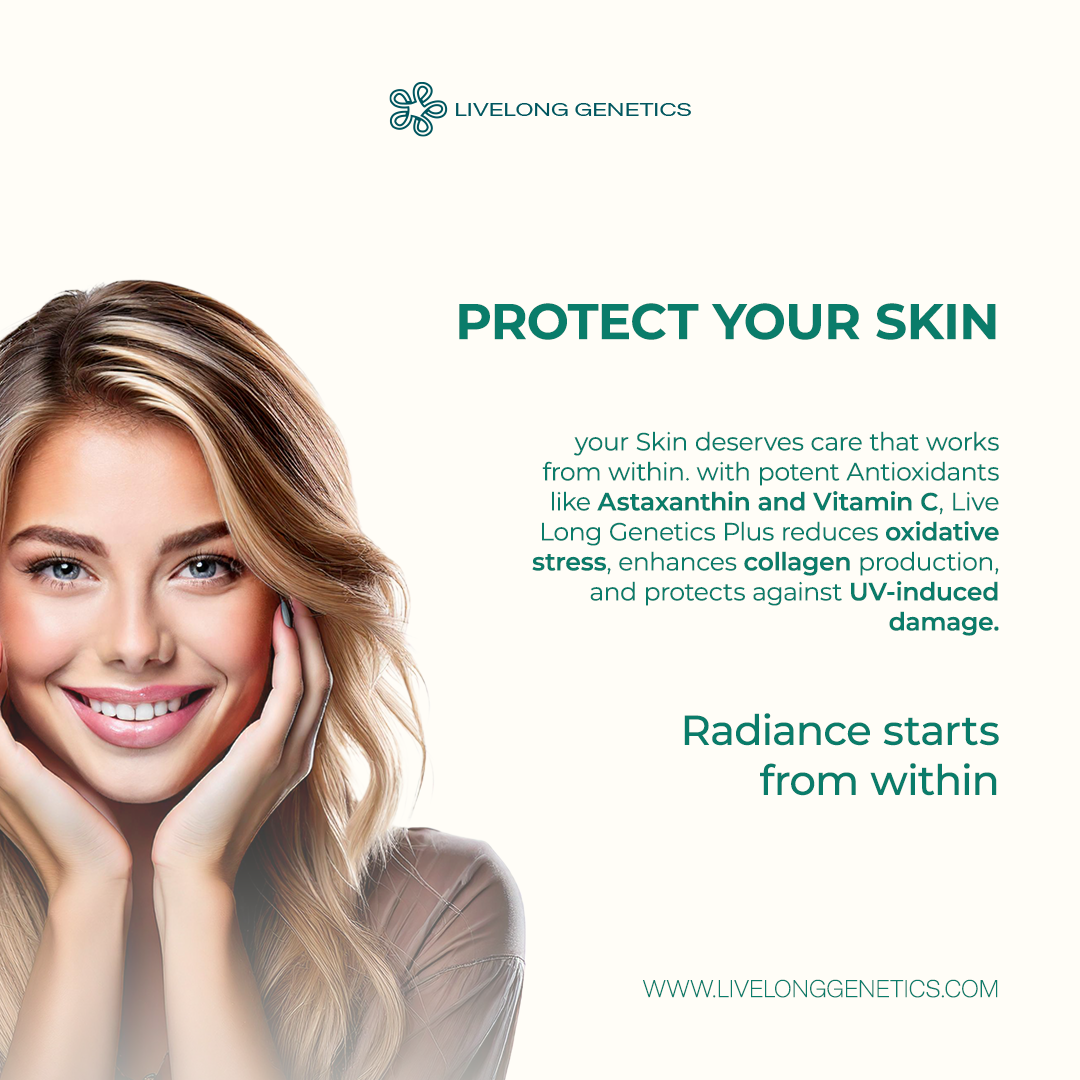 LIVELONG GENETICS
PROTECT YOUR SKIN
your Skin deserves care that works
from within. with potent Antioxidants
like Astaxanthin and Vitamin C, Live
Long Genetics Plus reduces oxidative
stress, enhances collagen production,
and protects against UV-induced
damage.
Radiance starts
from within
WWW.LIVELONGGENETICS.COM